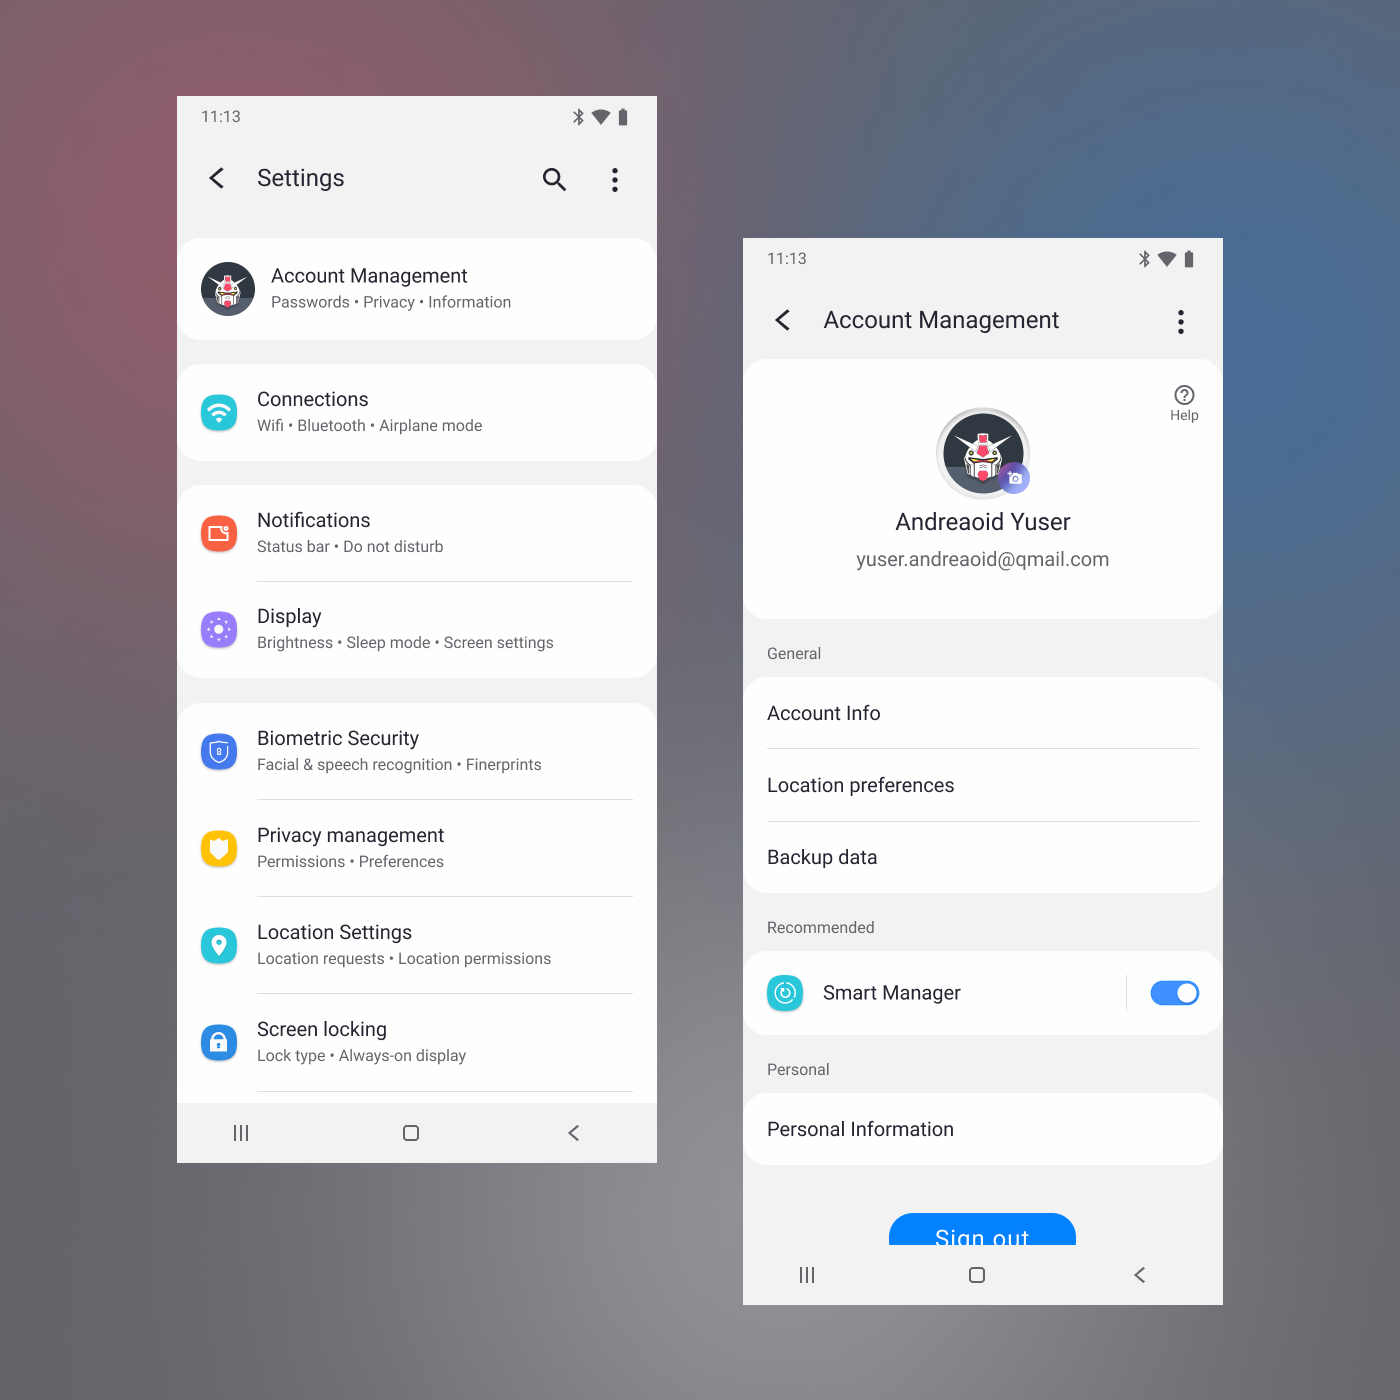 11:13
Settings
Account Management
Passwords • Privacy • Information
Connections
Wifi • Bluetooth • Airplane mode
Notifications
Status bar • Do not disturb
Display
Brightness • Sleep mode • Screen settings
Biometric Security
Facial & speech recognition • Finerprints
Privacy management
Permissions • Preferences
Location Settings
Location requests • Location permissions
Screen locking
Lock type • Always-on display
11:13
Account Management
Help
Andreaoid Yuser
yuser.andreaoid@qmail.com
General
Account Info
Location preferences
Backup data
Recommended
Smart Manager
Personal
Personal Information
Sign out